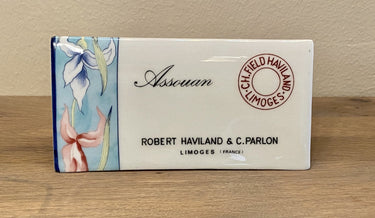 Assouan
CH. FIELD HAVILAND
LIMOGES
ROBERT HAVILAND & C. PARLON
LIMOGES (FRANCE)